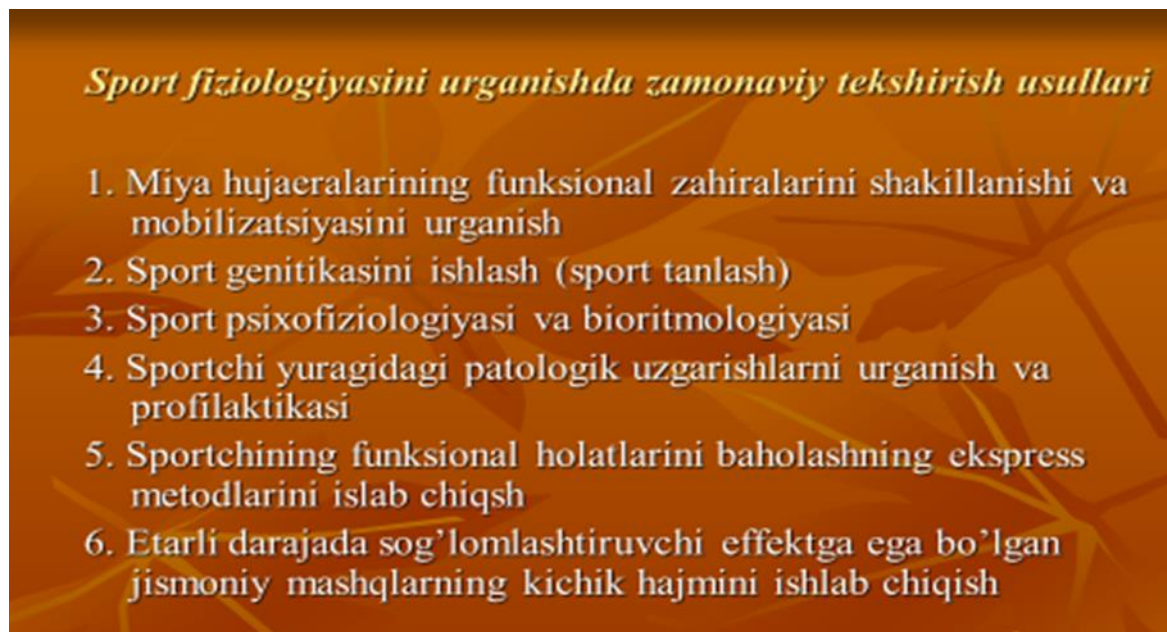 Sport fiziologiyasini urganishda zamonaviy tekshirish usullari
1. Miya hujaeralarining funksional zahiralarini shakillanishi va
mobilizatsiyasini urganish
2. Sport genitikasini ishlash (sport tanlash)
3. Sport psixofiziologiyasi va bioritmologiyasi
4. Sportchi yuragidagi patologik uzgarishlarni urganish va
profilaktikasi
5. Sportchining funksional holatlarini baholashning ekspress
metodlarini islab chiqsh
6. Etarli darajada sog’lomlashtiruvchi effektga ega bo’lgan
jismoniy mashqlarning kichik hajmini ishlab chiqish